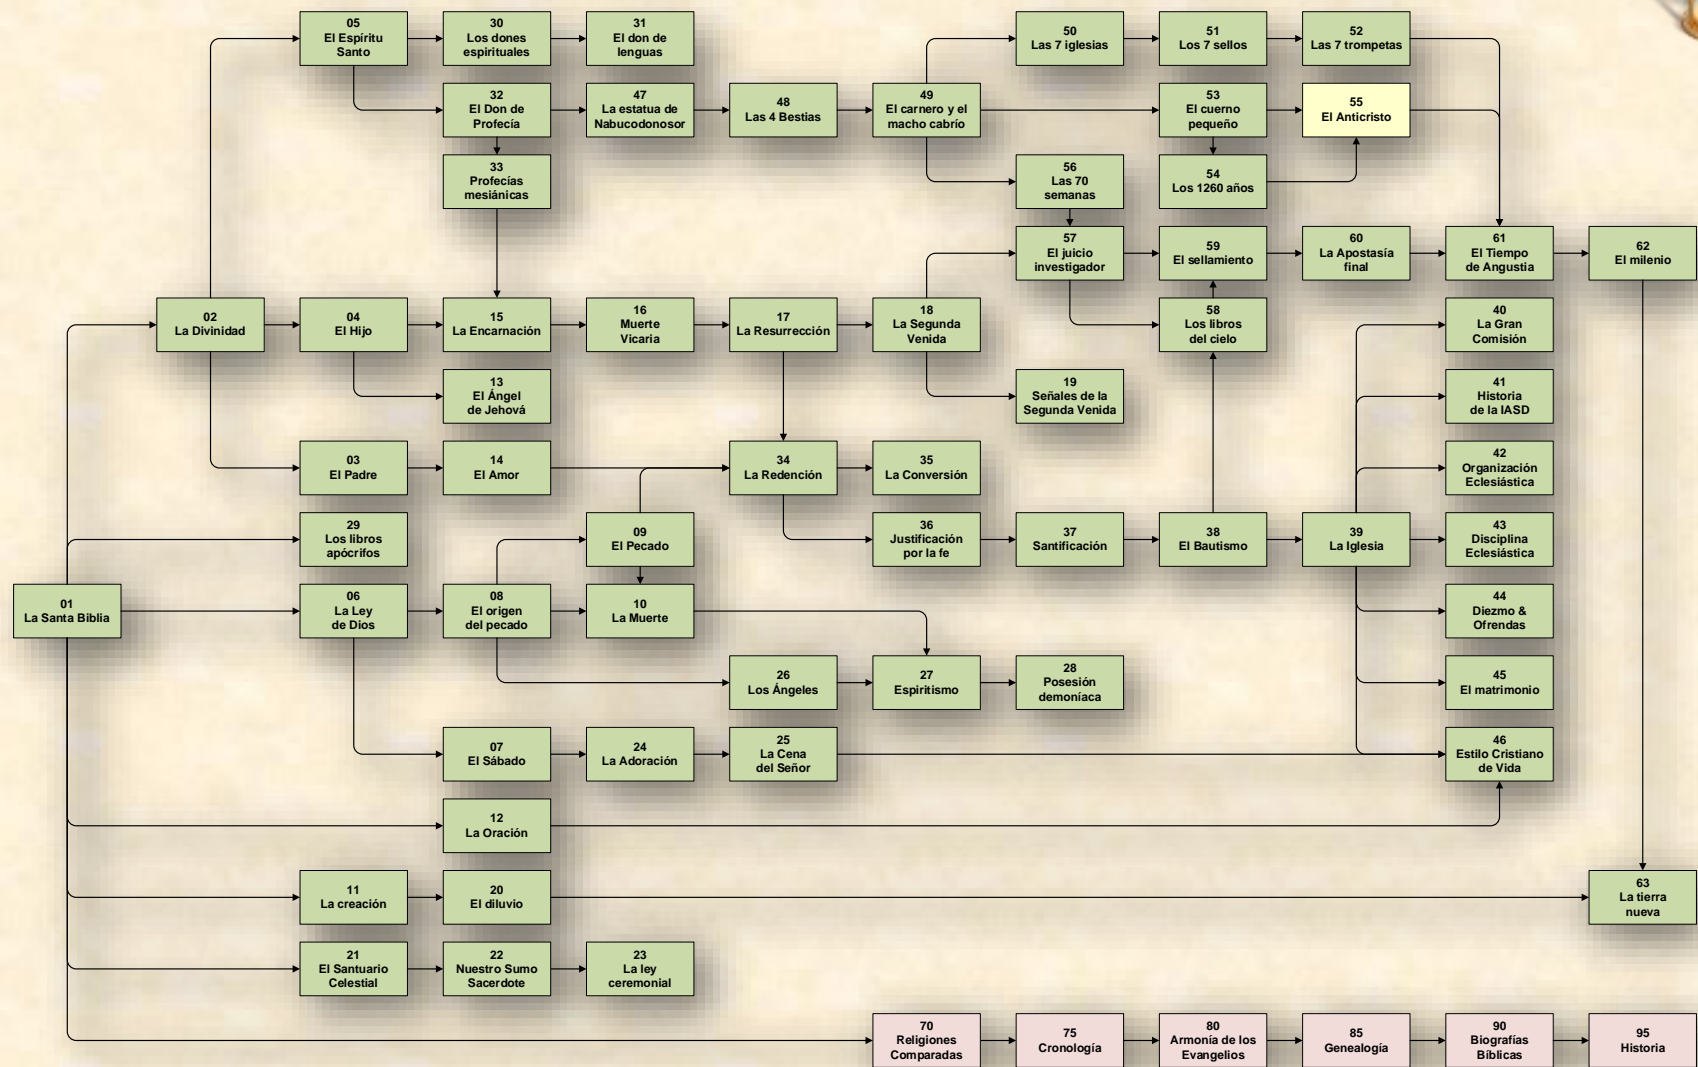 05
El Espíritu
Santo
30
Los dones
espirituales
31
El don de
lenguas
50
Las 7 iglesias
51
Los 7 sellos
52
Las 7 trompetas
32
El Don de
Profecía
47
La estatua de
Nabucodonosor
48
Las 4 Bestias
49
El carnero y el
macho cabrío
53
El cuerno
pequeño
55
El Anticristo
33
Profecías
mesiánicas
56
Las 70
semanas
54
Los 1260 años
57
El juicio
investigador
59
El sellamiento
60
La Apostasía
final
61
El Tiempo
de Angustia
62
El milenio
02
La Divinidad
04
El Hijo
15
La Encarnación
16
Muerte
Vicaria
17
La Resurrección
18
La Segunda
Venida
58
Los libros
del cielo
40
La Gran
Comisión
13
El Ángel
de Jehová
19
Señales de la
Segunda Venida
41
Historia
de la IASD
03
El Padre
14
El Amor
34
La Redención
35
La Conversión
42
Organización
Eclesiástica
29
Los libros
apócrifos
09
El Pecado
36
Justificación
por la fe
37
Santificación
38
El Bautismo
39
La Iglesia
43
Disciplina
Eclesiástica
01
La Santa Biblia
06
La Ley
de Dios
08
El origen
del pecado
10
La Muerte
44
Diezmo &
Ofrendas
26
Los Ángeles
27
Espiritismo
28
Posesión
demoníaca
45
El matrimonio
07
El Sábado
24
La Adoración
25
La Cena
del Señor
46
Estilo Cristiano
de Vida
12
La Oración
11
La creación
20
El diluvio
63
La tierra
nueva
21
El Santuario
Celestial
22
Nuestro Sumo
Sacerdote
23
La ley
ceremonial
70
Religiones
Comparadas
75
Cronología
80
Armonía de los
Evangelios
85
Genealogía
90
Biografías
Bíblicas
95
Historia